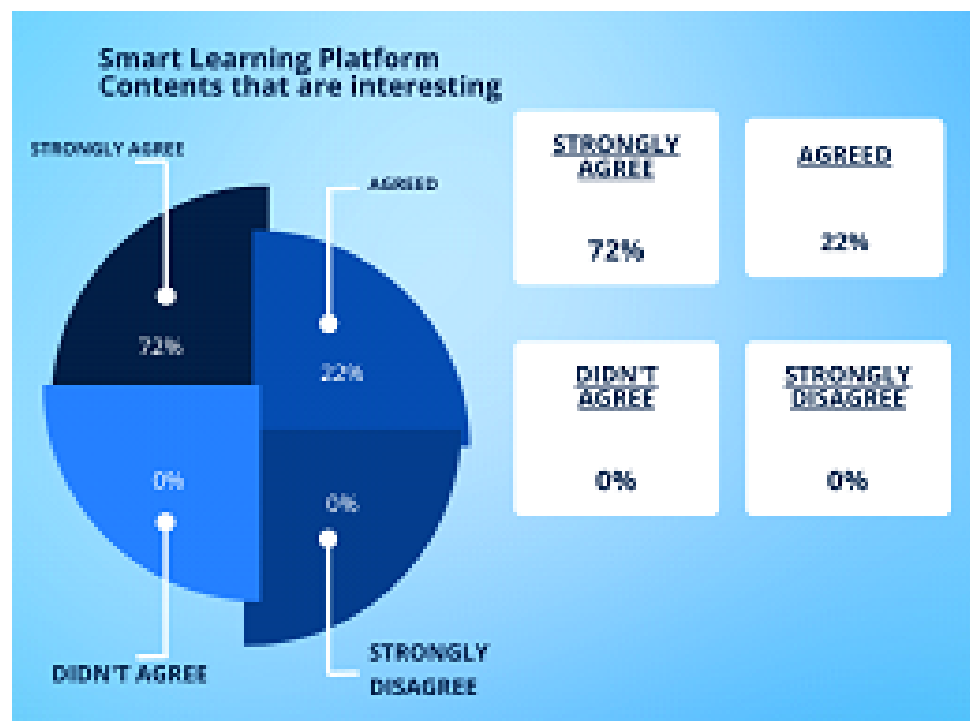 Smart Learning Platform
Contents that are interesting
STRONGLY AGREE
AGREED
72%
22%
0%
0%
DIDN'T AGREE
STRONGLY
DISAGREE
STRONGLY
AGREE
72%
AGREED
22%
DIDN'T
AGREE
0%
STRONGLY
DISAGREE
0%